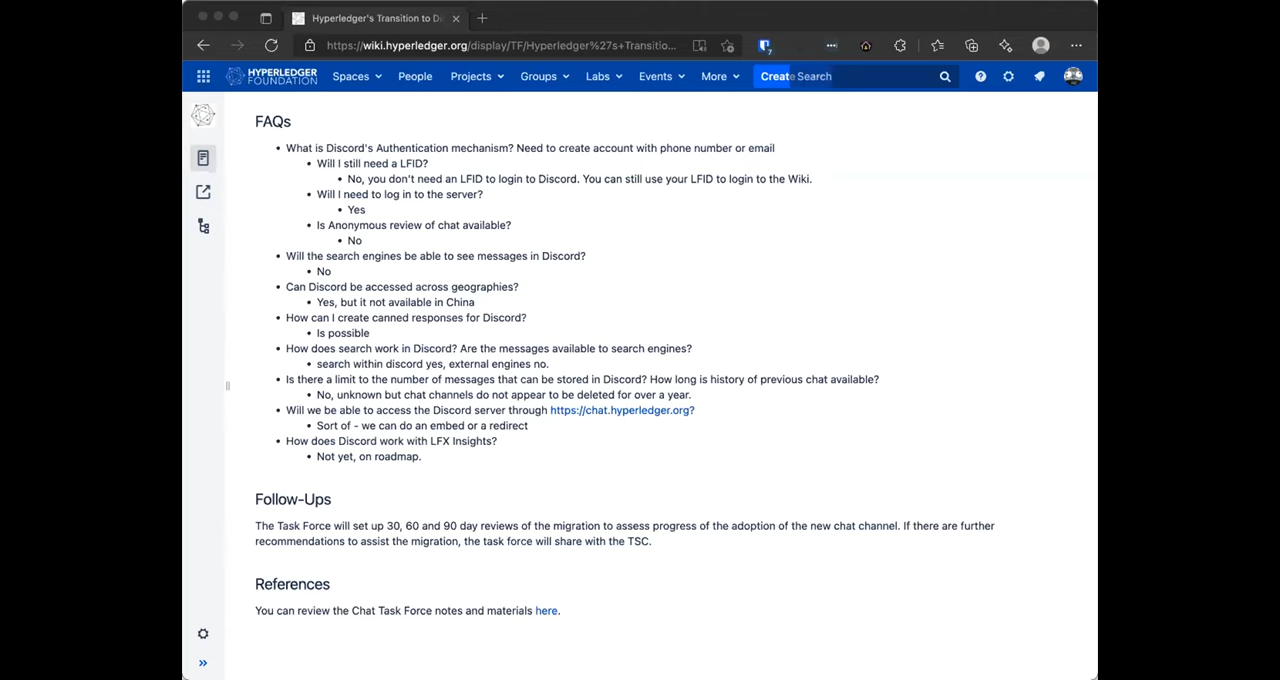 Hyperledger's Transition to Di
https://wiki.hyperledger.org/display/TF/Hyperledger%27s+Transitio...
7
HYPERLEDGER
FOUNDATION
Spaces People Projects Groups Labs Events More Create Search
FAQs
• What is Discord's Authentication mechanism? Need to create account with phone number or email
• Will I still need a LFID?
• No, you don't need an LFID to login to Discord. You can still use your LFID to login to the Wiki.
• Will I need to log in to the server?
• Yes
• Is Anonymous review of chat available?
• No
• Will the search engines be able to see messages in Discord?
• No
• Can Discord be accessed across geographies?
• Yes, but it not available in China
• How can I create canned responses for Discord?
• Is possible
• How does search work in Discord? Are the messages available to search engines?
• search within discord yes, external engines no.
• Is there a limit to the number of messages that can be stored in Discord? How long is history of previous chat available?
• No, unknown but chat channels do not appear to be deleted for over a year.
• Will we be able to access the Discord server through https://chat.hyperledger.org?
• Sort of - we can do an embed or a redirect
• How does Discord work with LFX Insights?
• Not yet, on roadmap.
Follow-Ups
The Task Force will set up 30, 60 and 90 day reviews of the migration to assess progress of the adoption of the new chat channel. If there are further
recommendations to assist the migration, the task force will share with the TSC.
References
You can review the Chat Task Force notes and materials here.